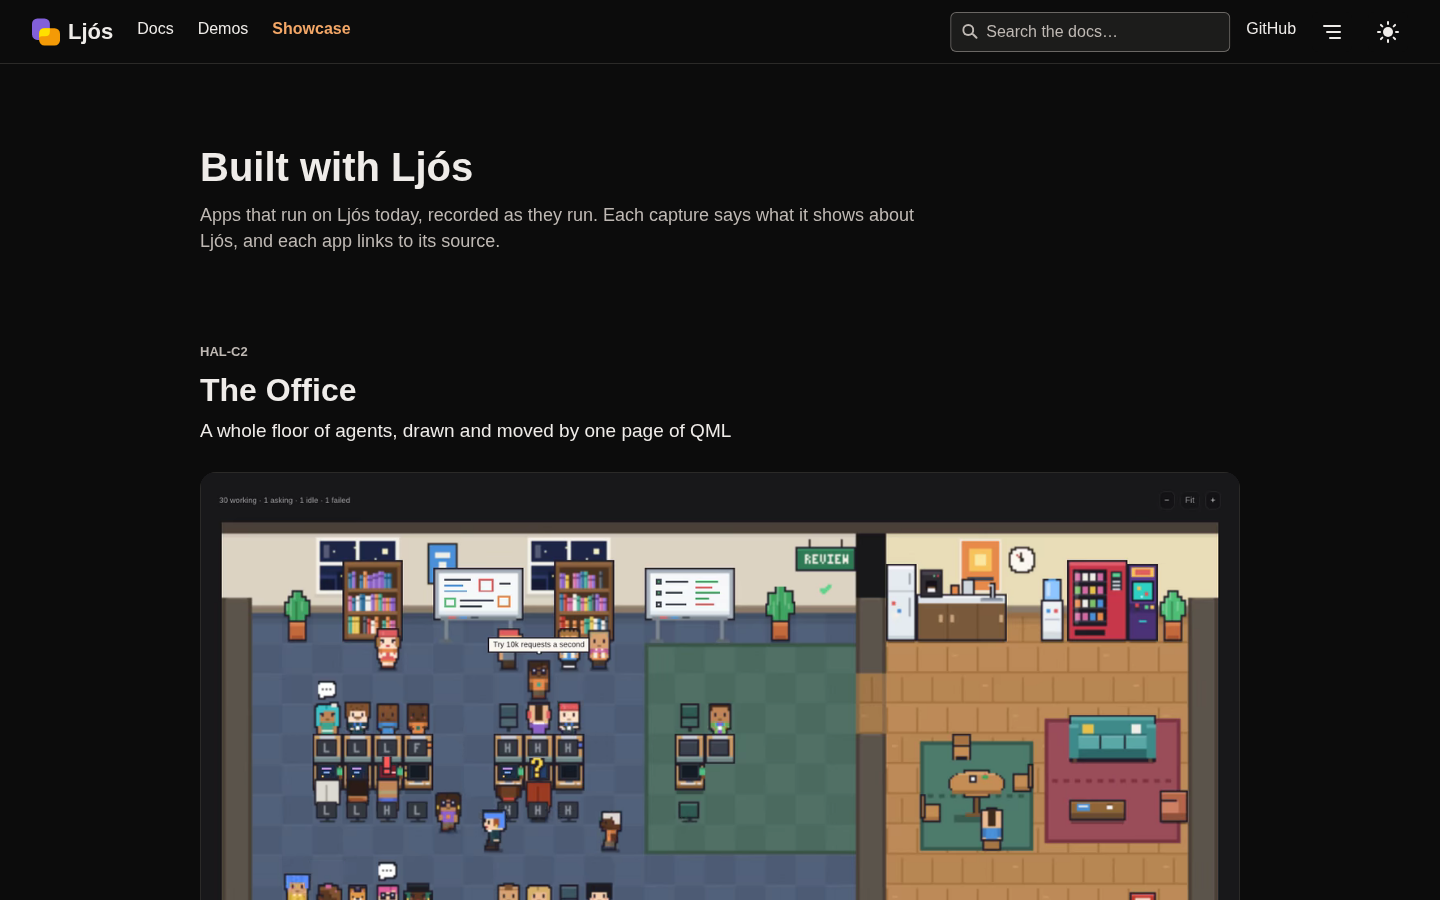 Ljós
Docs
Demos
Showcase
Search the docs…
GitHub
Built with Ljós
Apps that run on Ljós today, recorded as they run. Each capture says what it shows about
Ljós, and each app links to its source.
HAL-C2
The Office
A whole floor of agents, drawn and moved by one page of QML
30 working · 1 asking · 1 idle · 1 failed
−
Fit
+
REVIEW
Try 10k requests a second
L L L F
H H H
?
L L H L
H H H